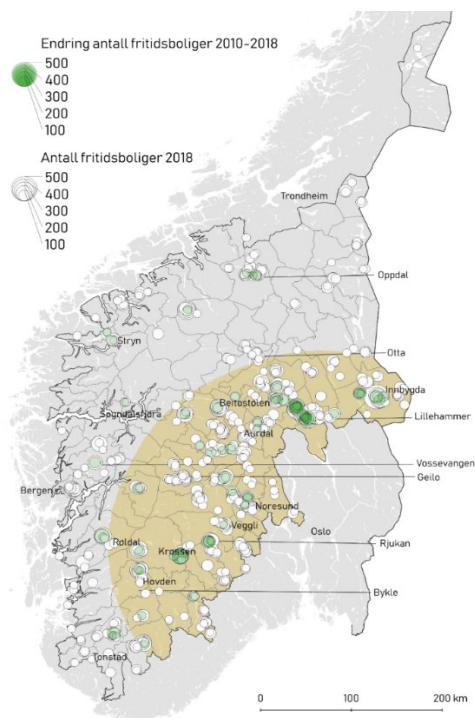 Endring antall fritidsboliger 2010-2018
500
400
300
200
100
Antall fritidsboliger 2018
500
400
300
200
100
Trondheim
Oppdal
Stryn
Otta
Innbygda
Beitostølen
Sogndalsfjøra
Lillehammer
Aurdal
Vossevangen
Geilo
Bergen
Noresund
Veggli
Oslo
Røldal
Rjukan
Krossen
Hovden
Bykle
Tonstad
0 100 200 km